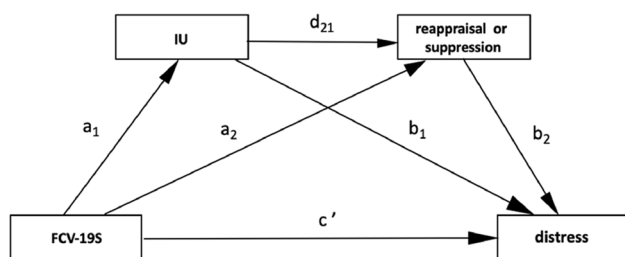 d21
IU
reappraisal or
suppression
a1
a2
b1
b2
c'
FCV-19S
distress